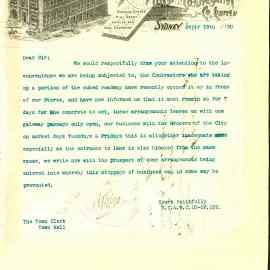 Co-Operative
Co. Limited
SYDNEY Septr 13th 190
Dear Sir:
We would respectfully draw your attention to the in-
convenience we are being subjected to, the Contractors who are taking
up a portion of the cubed roadway have recently opened it up in front
of our Stores, and have now informed us that it must remain so for 7
days for the concrete to set, these arrangements leaves us with one
gateway passage only open, our business with the Grocers of the City
on market days Tuesdays & Fridays this is altogether inadequate more
especially as the entrance to lane is also blocked from the same
cause, we write now with the prospect of some arrangements being
entered into whereby this stoppage of business can in some way be
prevented.
Yours faithfully
The Town Clerk
Town Hall